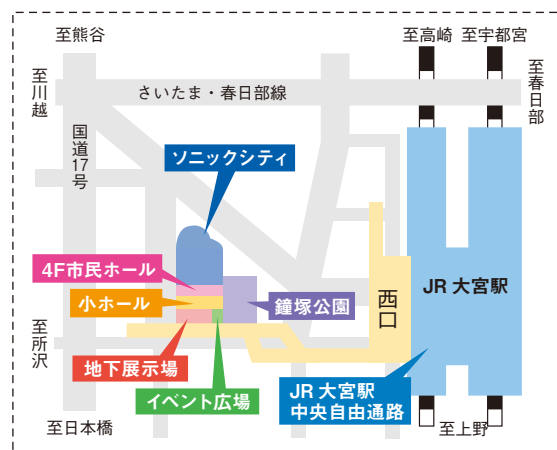 至熊谷
至高崎
至宇都宮
至川越
さいたま・春日部線
至春日部
国道17号
ソニックシティ
4F市民ホール
小ホール
鐘塚公園
西口
JR 大宮駅
至所沢
地下展示場
イベント広場
JR 大宮駅
中央自由通路
至日本橋
至上野